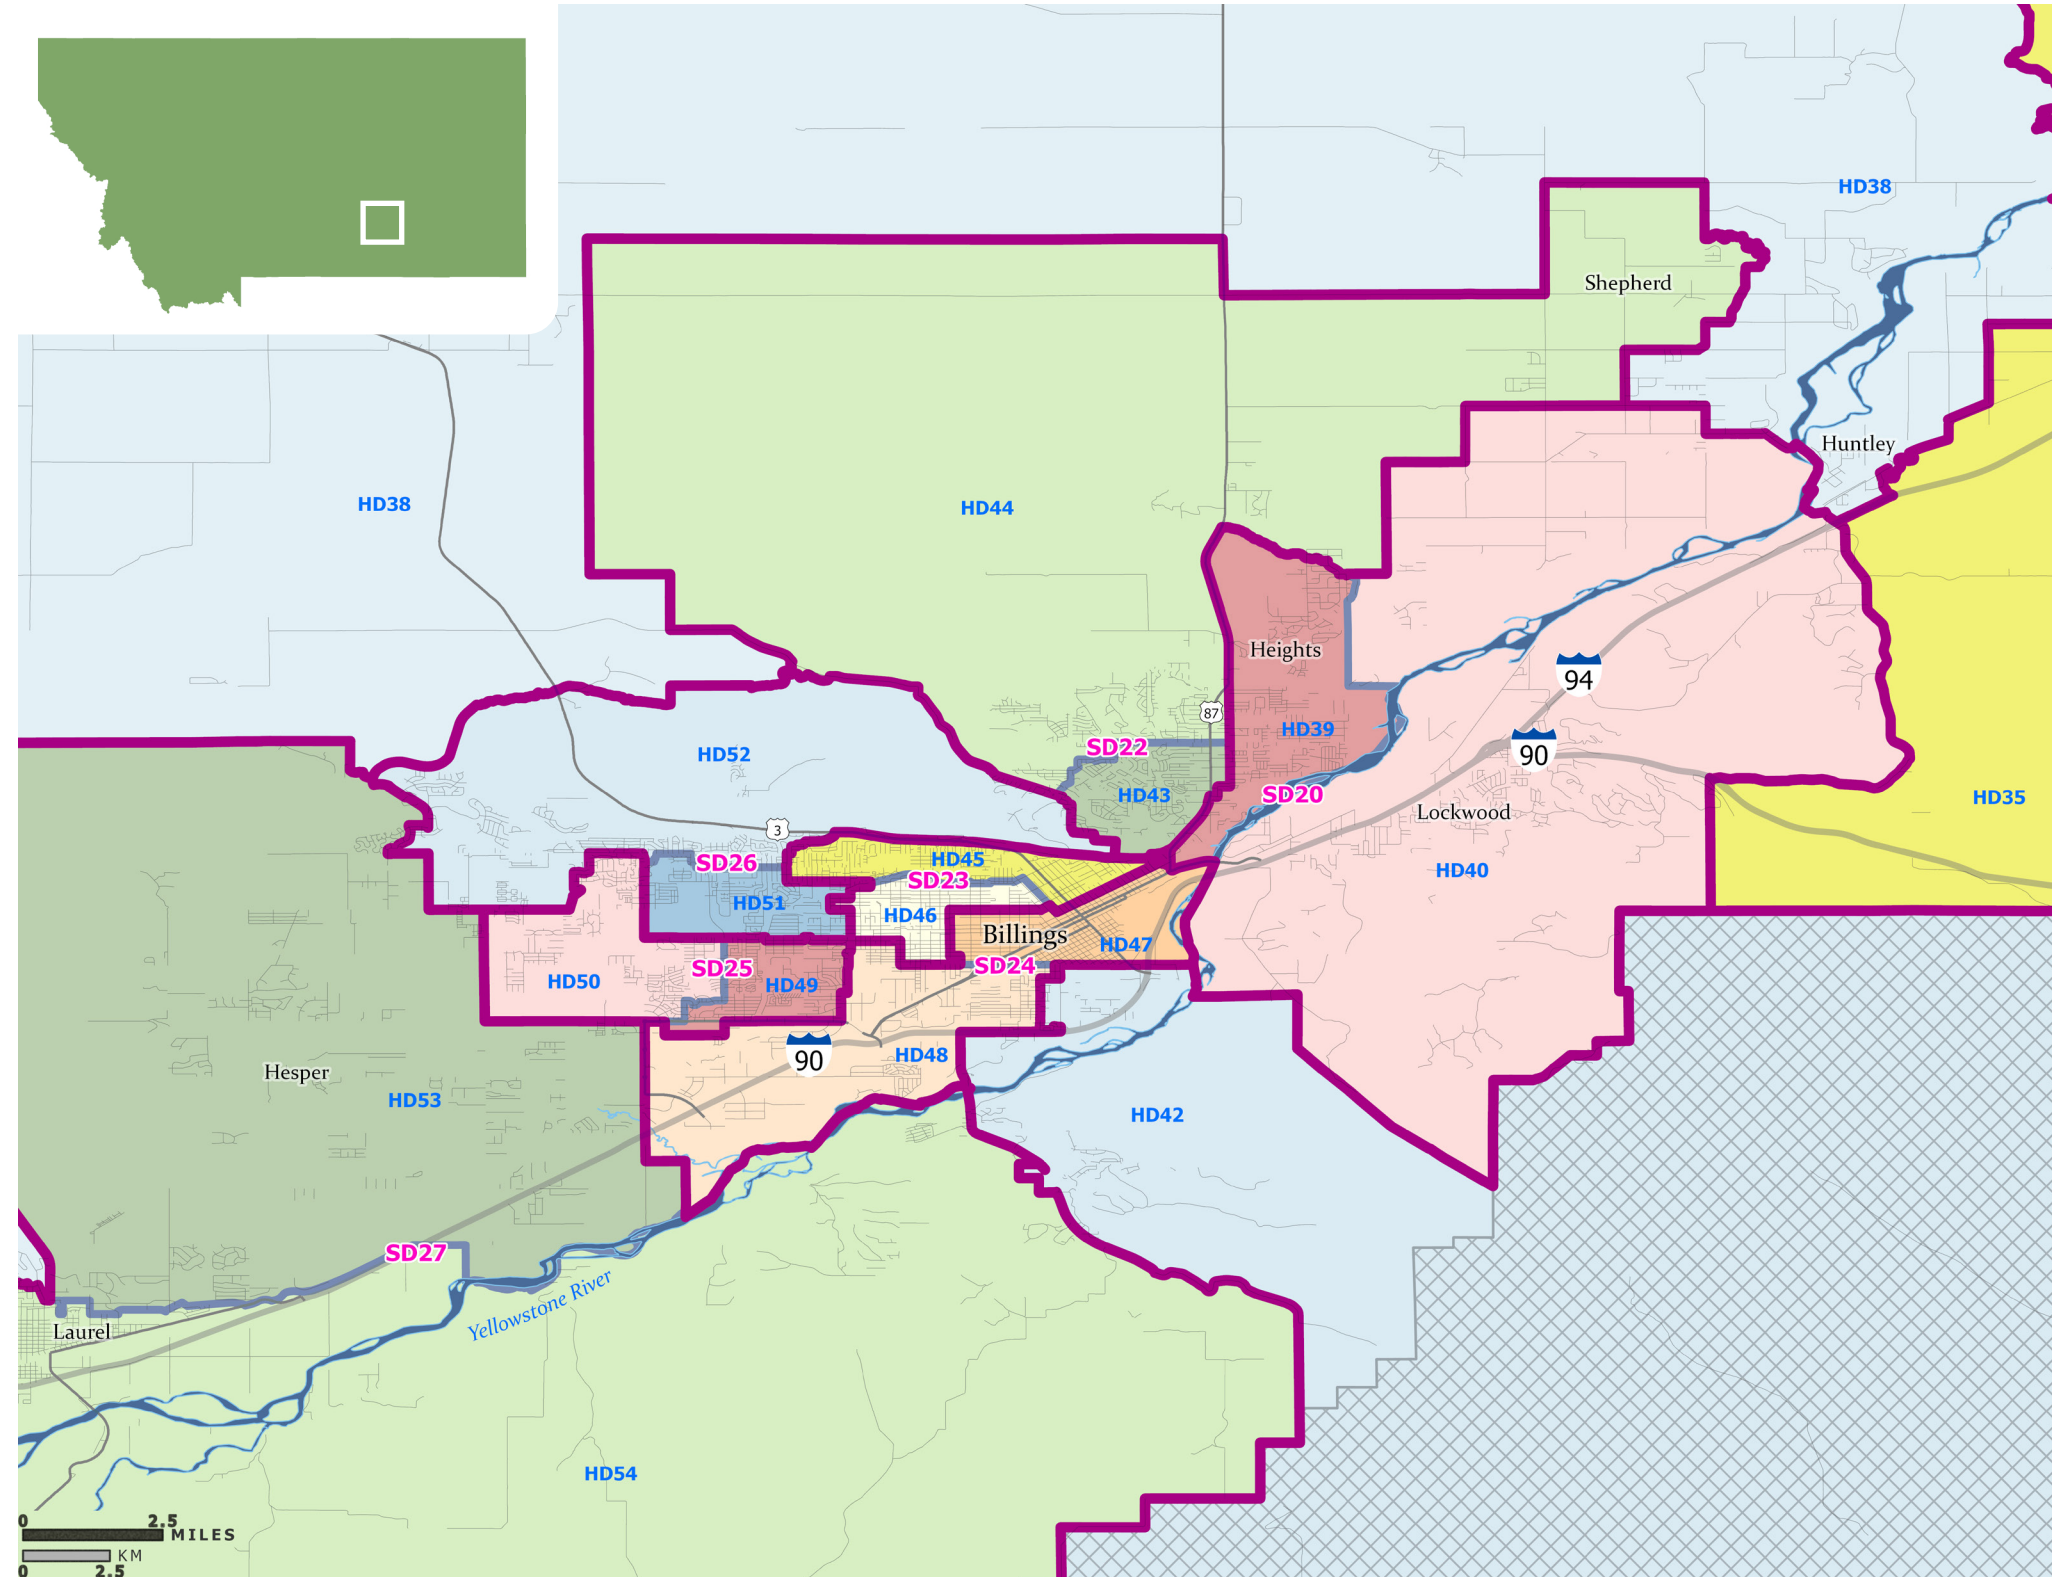 HD38
Shepherd
Huntley
HD38
HD44
Heights
94
87
HD39
SD22
90
HD52
HD43
SD20
HD35
Lockwood
3
HD45
SD26
HD40
SD23
HD51
HD46
Billings
HD47
SD24
SD25
HD50
HD49
90
HD48
Hesper
HD53
HD42
SD27
Yellowstone River
Laurel
HD54
0 2.5
MILES
KM
0 2.5